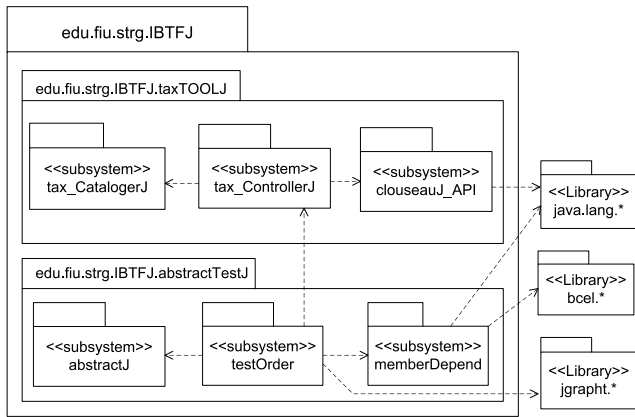 edu.fiu.strg.IBTFJ
edu.fiu.strg.IBTFJ.taxTOOLJ
<<subsystem>>
tax_CatalogerJ
<<subsystem>>
tax_ControllerJ
<<subsystem>>
clouseauJ_API
<<Library>>
java.lang.*
edu.fiu.strg.IBTFJ.abstractTestJ
<<Library>>
bcel.*
<<subsystem>>
abstractJ
<<subsystem>>
testOrder
<<subsystem>>
memberDepend
<<Library>>
jgrapht.*